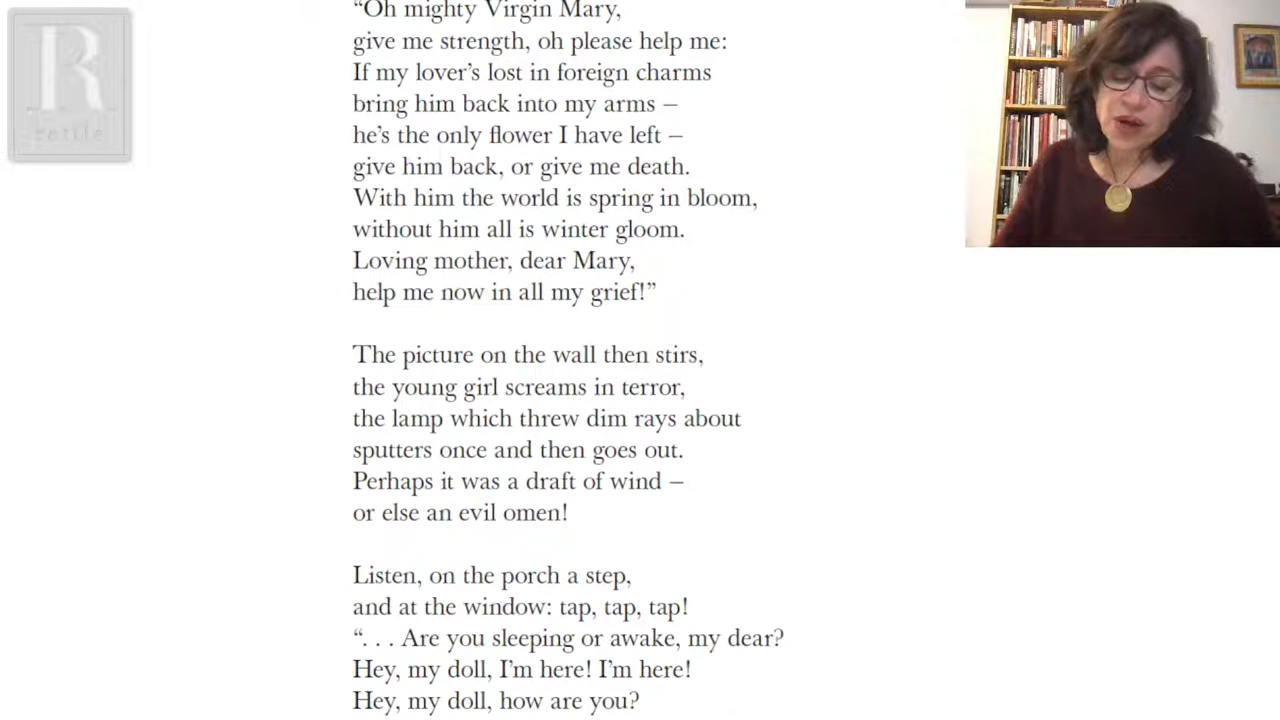 “Oh mighty Virgin Mary,
give me strength, oh please help me:
If my lover’s lost in foreign charms
bring him back into my arms –
he’s the only flower I have left –
give him back, or give me death.
With him the world is spring in bloom,
without him all is winter gloom.
Loving mother, dear Mary,
help me now in all my grief!”
The picture on the wall then stirs,
the young girl screams in terror,
the lamp which threw dim rays about
sputters once and then goes out.
Perhaps it was a draft of wind –
or else an evil omen!
Listen, on the porch a step,
and at the window: tap, tap, tap!
“. . . Are you sleeping or awake, my dear?
Hey, my doll, I’m here! I’m here!
Hey, my doll, how are you?
R